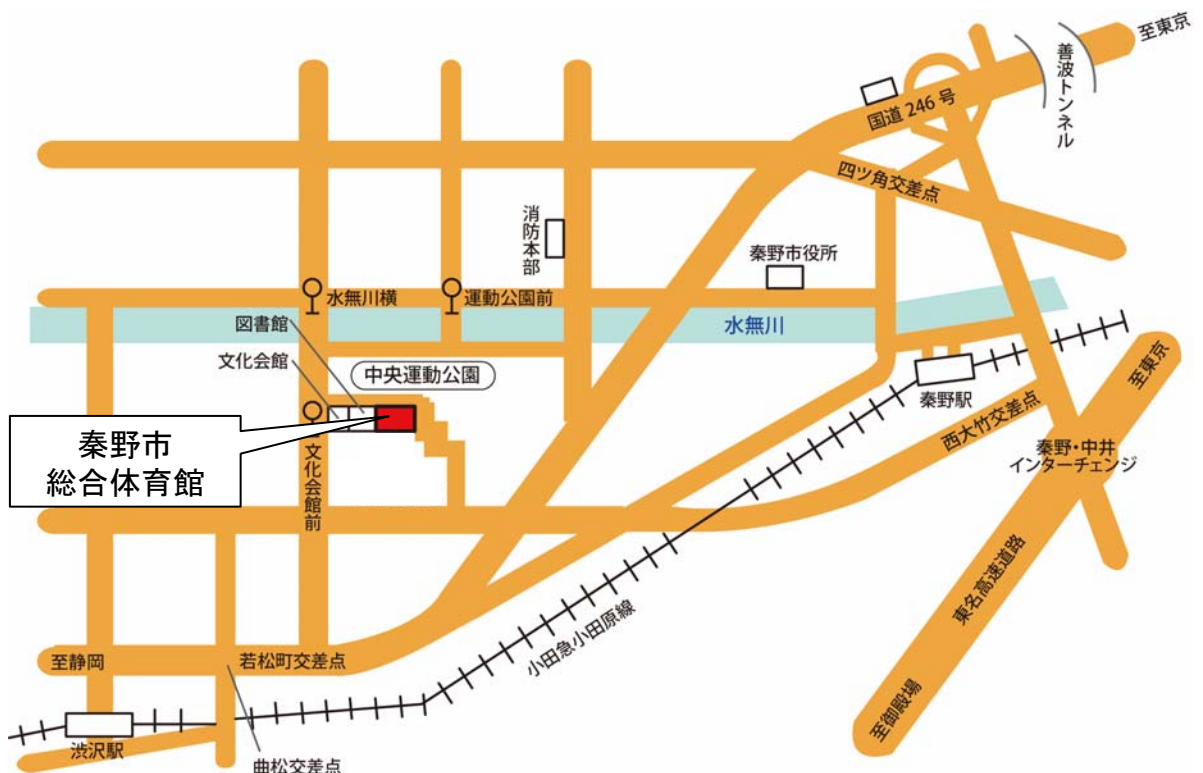 至東京
善波トンネル
国道 246 号
四ツ角交差点
消防本部
秦野市役所
水無川横
運動公園前
図書館
水無川
文化会館
中央運動公園
至東京
秦野駅
秦野市
総合体育館
文化会館前
西大竹交差点
秦野・中井
インターチェンジ
東名高速道路
小田急小田原線
至静岡
若松町交差点
至御殿場
渋沢駅
曲松交差点